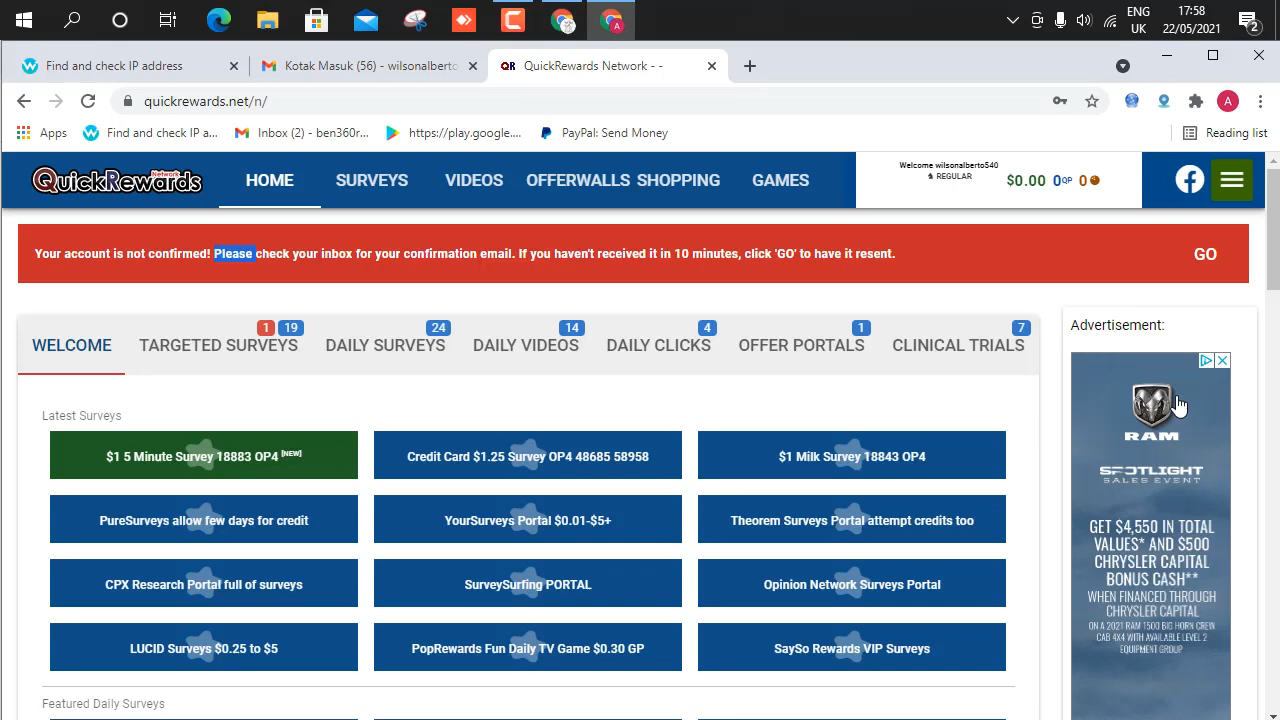 ENG
UK
17:58
22/05/2021
2
Find and check IP address
Kotak Masuk (56) - wilsonalberto
QR
QuickRewards Network - -
quickrewards.net/n/
A
Apps
Find and check IP a...
Inbox (2) - ben360r...
https://play.google....
PayPal: Send Money
Reading list
QuickRewards
Network
HOME
SURVEYS
VIDEOS
OFFERWALLS
SHOPPING
GAMES
Welcome wilsonalberto540
REGULAR
$0.00 0QP 0
Your account is not confirmed! Please check your inbox for your confirmation email. If you haven't received it in 10 minutes, click 'GO' to have it resent.
GO
WELCOME
TARGETED SURVEYS
1
19
DAILY SURVEYS
24
DAILY VIDEOS
14
DAILY CLICKS
4
OFFER PORTALS
1
CLINICAL TRIALS
7
Latest Surveys
$1 5 Minute Survey 18883 OP4 [NEW]
Credit Card $1.25 Survey OP4 48685 58958
$1 Milk Survey 18843 OP4
PureSurveys allow few days for credit
YourSurveys Portal $0.01-$5+
Theorem Surveys Portal attempt credits too
CPX Research Portal full of surveys
SurveySurfing PORTAL
Opinion Network Surveys Portal
LUCID Surveys $0.25 to $5
PopRewards Fun Daily TV Game $0.30 GP
SaySo Rewards VIP Surveys
Featured Daily Surveys
Advertisement:
RAM
SPOTLIGHT
SALES EVENT
GET $4,550 IN TOTAL
VALUES* AND $500
CHRYSLER CAPITAL
BONUS CASH**
WHEN FINANCED THROUGH
CHRYSLER CAPITAL
ON A 2021 RAM 1500 BIG HORN CREW
CAB 4X4 WITH AVAILABLE LEVEL 2
EQUIPMENT GROUP